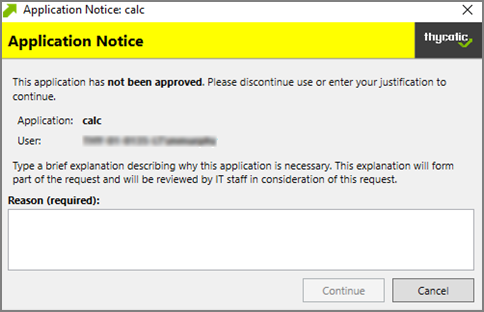 Application Notice: calc
Application Notice
thycotic
This application has not been approved. Please discontinue use or enter your justification to
continue.
Application: calc
User:
Type a brief explanation describing why this application is necessary. This explanation will form
part of the request and will be reviewed by IT staff in consideration of this request.
Reason (required):
Continue Cancel